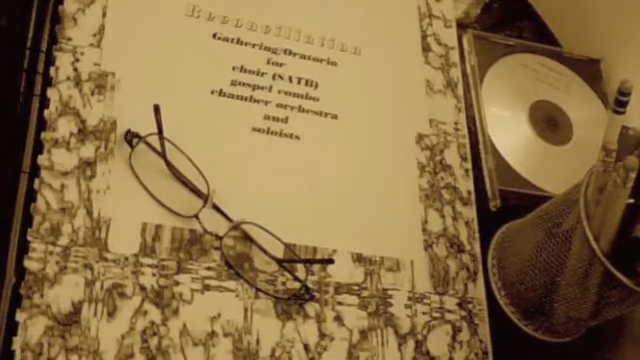 Reconciliation
Gathering/Oratorio
for
choir (SATB)
gospel combo
chamber orchestra
and
soloists